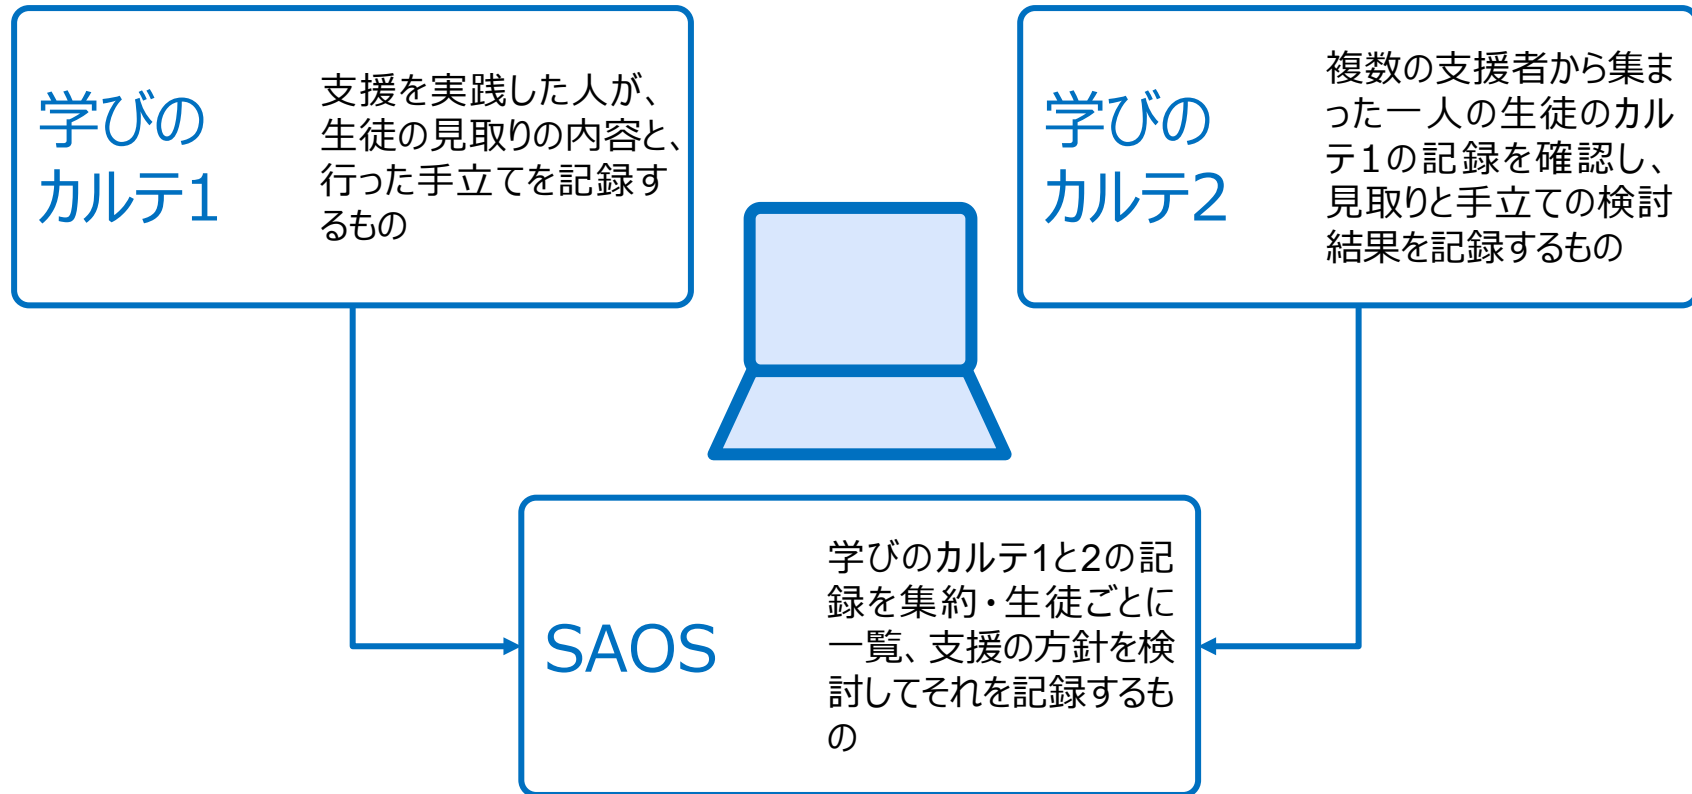 学びの
カルテ1
支援を実践した人が、
生徒の見取りの内容と、
行った手立てを記録す
るもの
学びの
カルテ2
複数の支援者から集ま
った一人の生徒のカル
テ1の記録を確認し、
見取りと手立ての検討
結果を記録するもの
SAOS
学びのカルテ1と2の記
録を集約・生徒ごとに
一覧、支援の方針を検
討してそれを記録するも
の